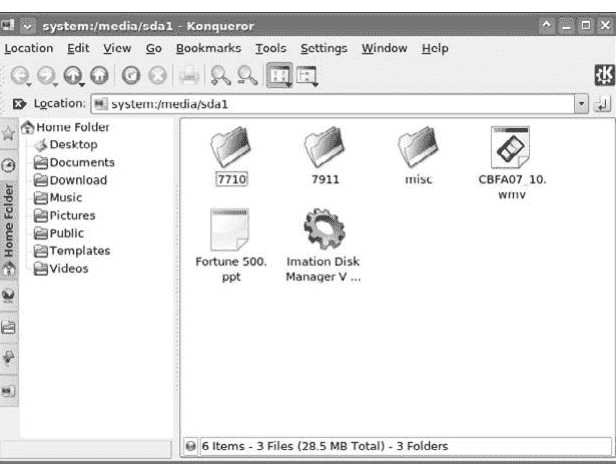 system:/media/sda1 - Konqueror
Location Edit View Go Bookmarks Tools Settings Window Help
Location: system:/media/sda1
Home Folder
Desktop
Documents
Download
Music
Pictures
Public
Templates
Videos
Home Folder
7710
7911
misc
CBFA07_10.
wmv
Fortune 500.
ppt
Imation Disk
Manager V ...
6 Items - 3 Files (28.5 MB Total) - 3 Folders